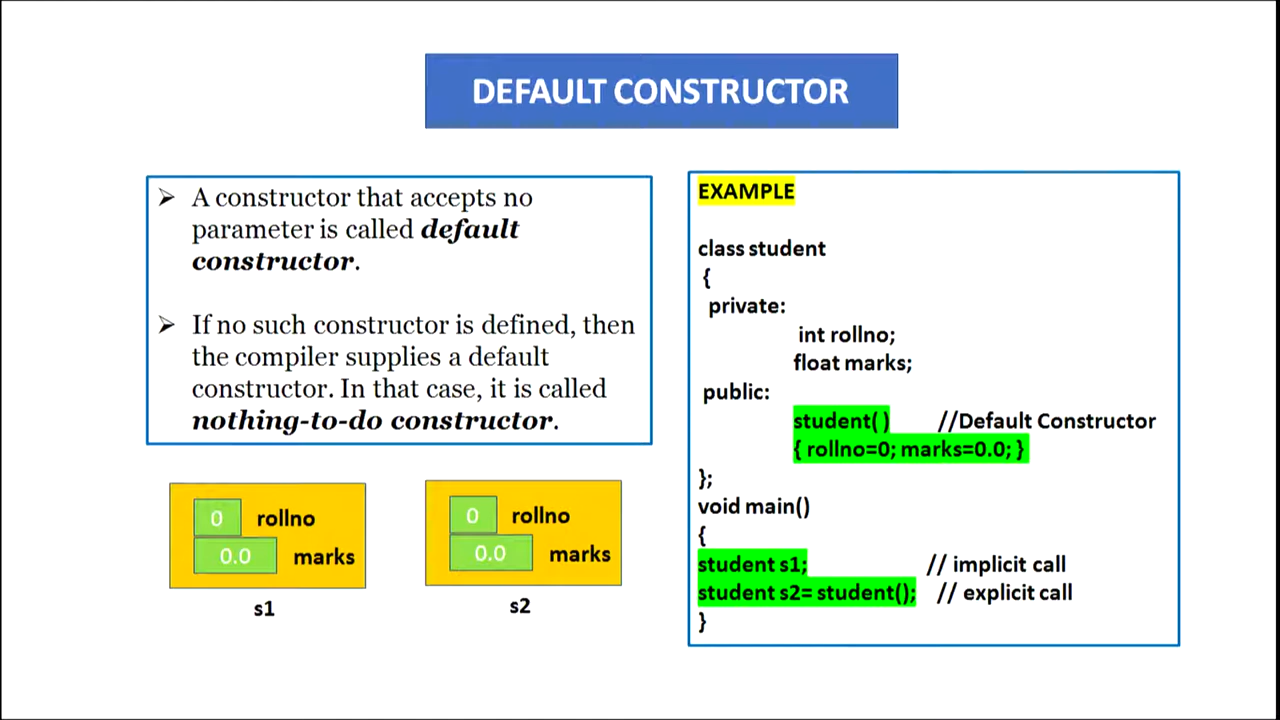 DEFAULT CONSTRUCTOR
➢ A constructor that accepts no
parameter is called default
constructor.
➢ If no such constructor is defined, then
the compiler supplies a default
constructor. In that case, it is called
nothing-to-do constructor.
0 rollno
0.0 marks
s1
0 rollno
0.0 marks
s2
EXAMPLE
class student
{
private:
int rollno;
float marks;
public:
student( ) //Default Constructor
{ rollno=0; marks=0.0; }
};
void main()
{
student s1; // implicit call
student s2= student(); // explicit call
}